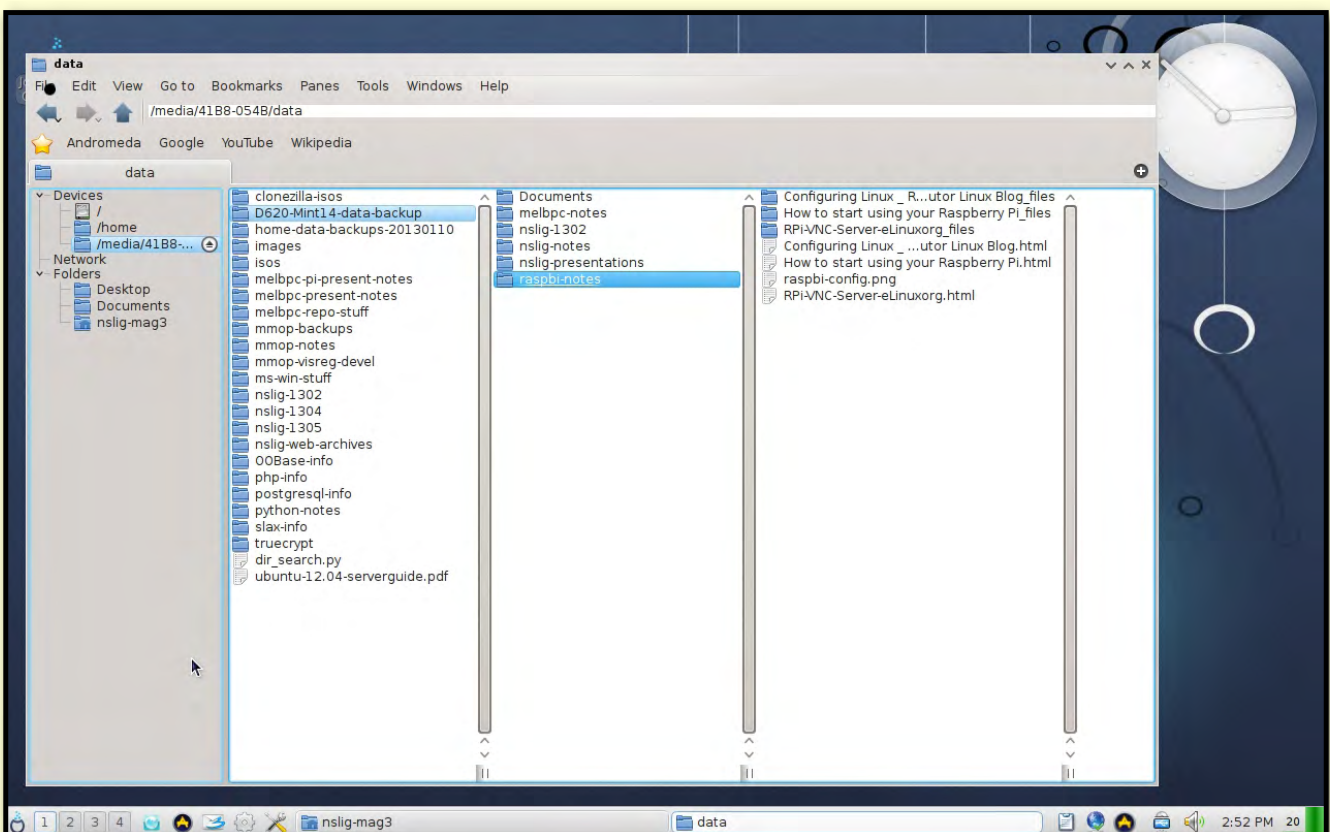 data
File Edit View Go to Bookmarks Panes Tools Windows Help
/media/41B8-054B/data
Andromeda Google YouTube Wikipedia
data
Devices
/
/home
/media/41B8-...
Network
Folders
Desktop
Documents
nslig-mag3
clonezilla-isos
D620-Mint14-data-backup
home-data-backups-20130110
images
isos
melbpc-pi-present-notes
melbpc-present-notes
melbpc-repo-stuff
mmop-backups
mmop-notes
mmop-visreg-devel
ms-win-stuff
nslig-1302
nslig-1304
nslig-1305
nslig-web-archives
OOBase-info
php-info
postgresql-info
python-notes
slax-info
truecrypt
dir_search.py
ubuntu-12.04-serverguide.pdf
Documents
melbpc-notes
nslig-1302
nslig-notes
nslig-presentations
raspbi-notes
Configuring Linux _ R...utor Linux Blog_files
How to start using your Raspberry Pi_files
RPi-VNC-Server-eLinuxorg_files
Configuring Linux _ ...utor Linux Blog.html
How to start using your Raspberry Pi.html
raspbi-config.png
RPi-VNC-Server-eLinuxorg.html
1 2 3 4 nslig-mag3 data 2:52 PM 20